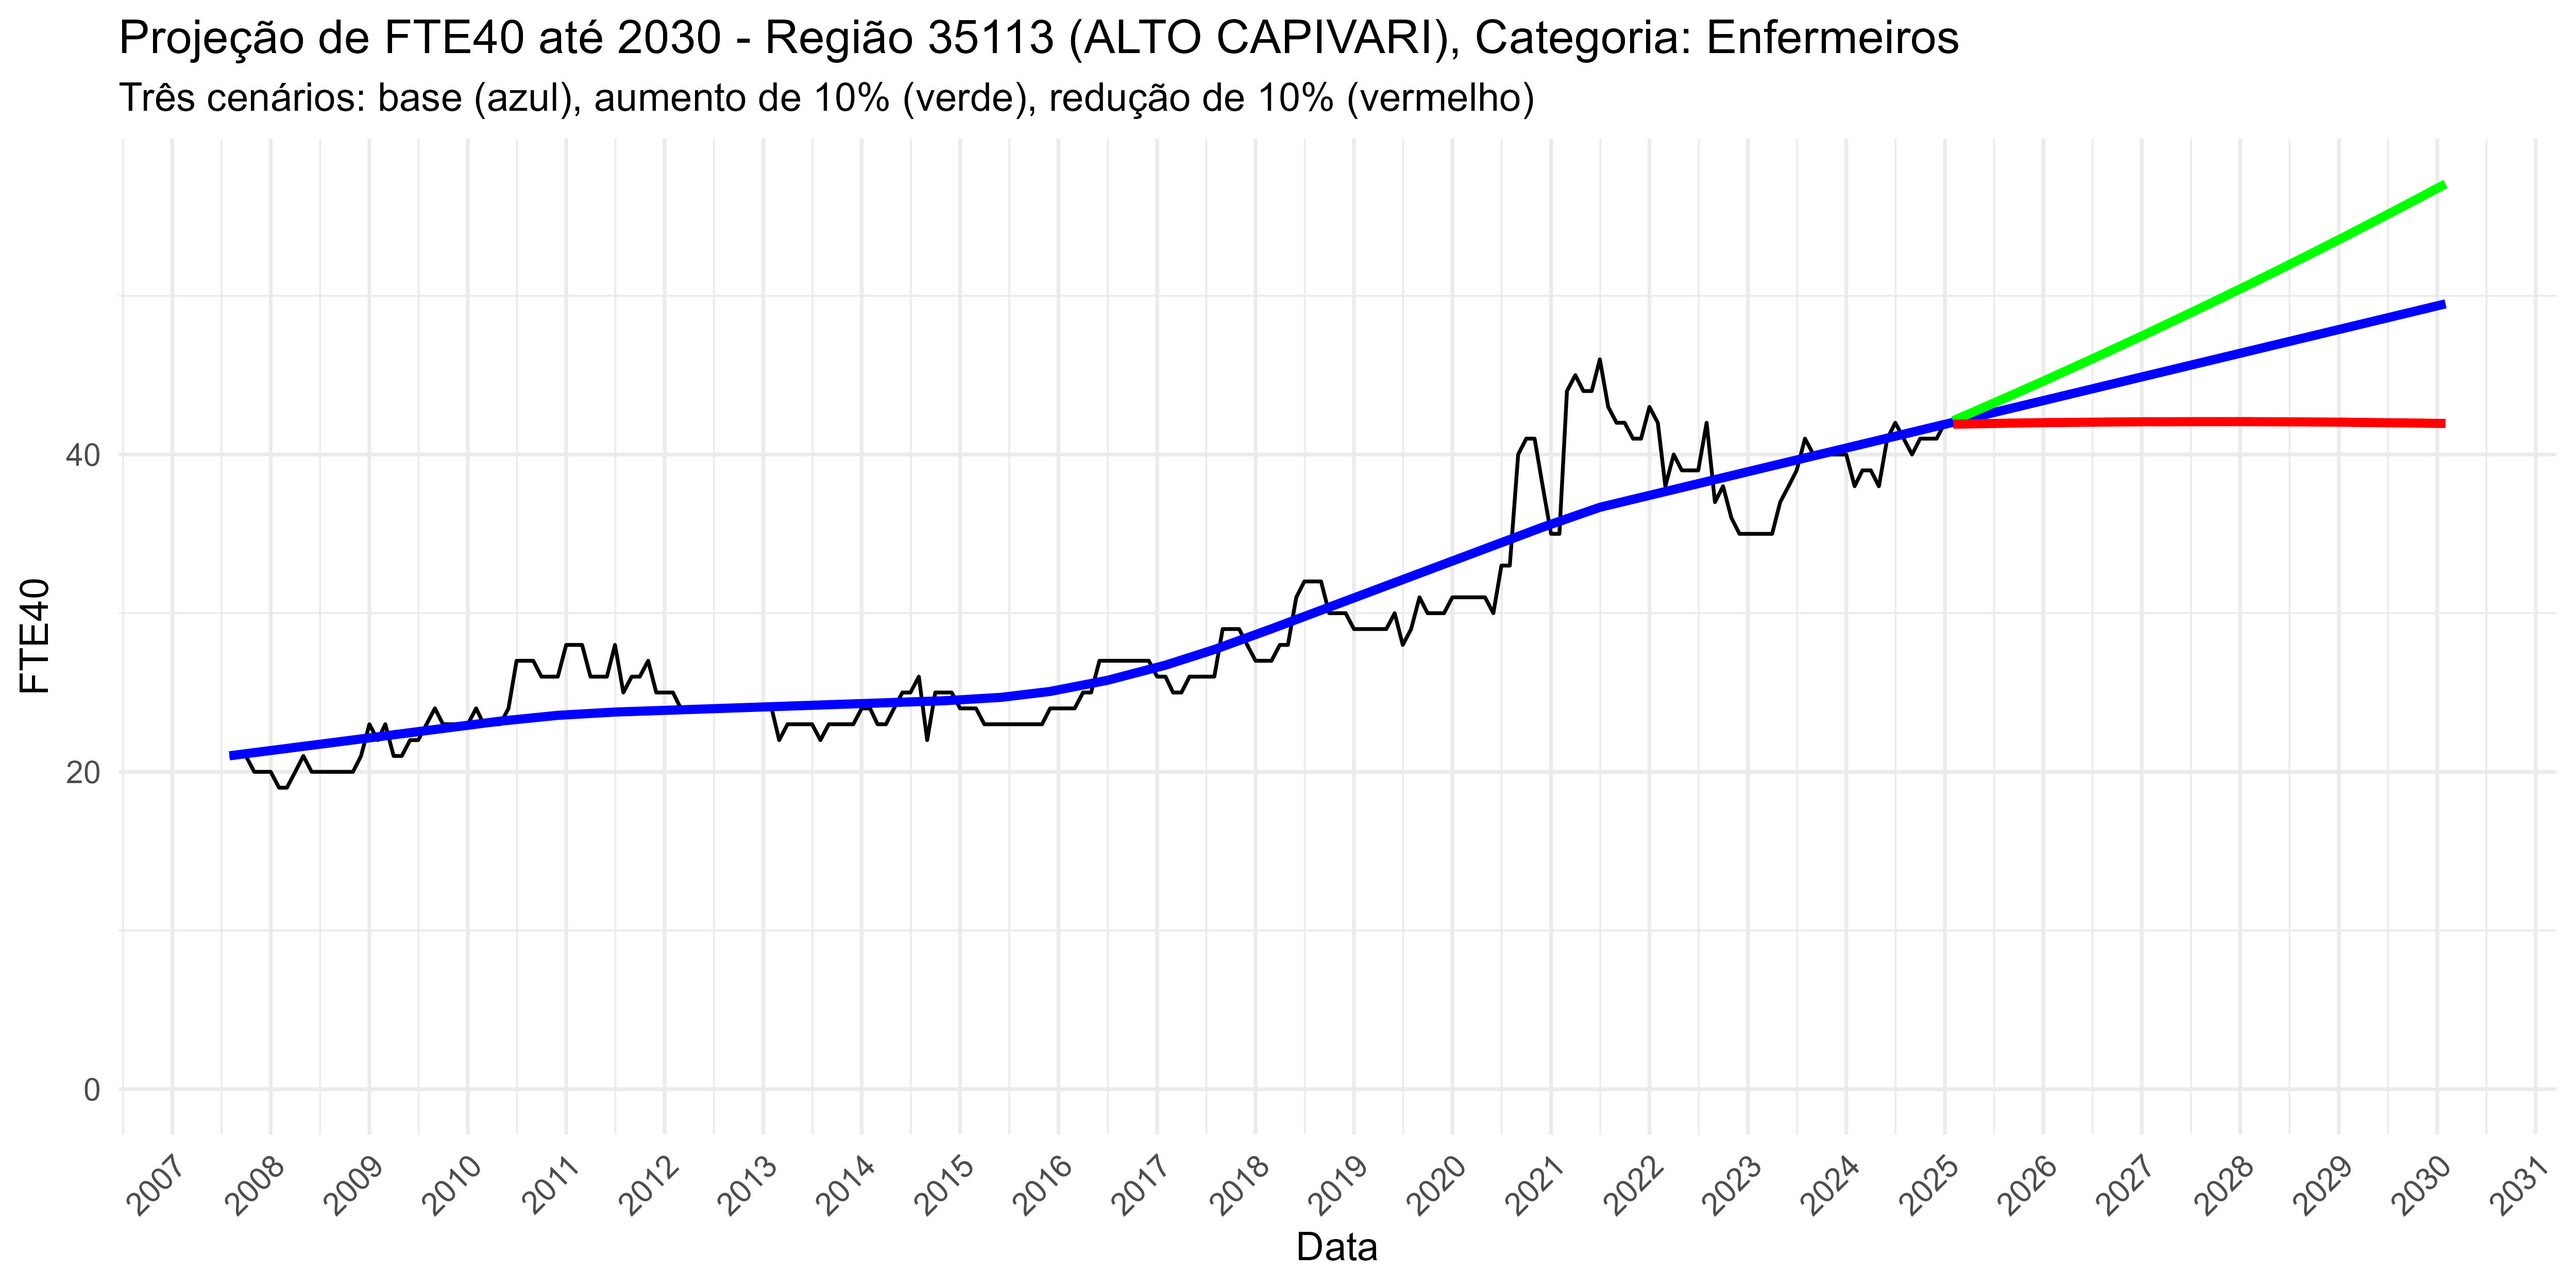 Projeção de FTE40 até 2030 - Região 35113 (ALTO CAPIVARI), Categoria: Enfermeiros
Três cenários: base (azul), aumento de 10% (verde), redução de 10% (vermelho)
FTE40
40
20
0
2007 2008 2009 2010 2011 2012 2013 2014 2015 2016 2017 2018 2019 2020 2021 2022 2023 2024 2025 2026 2027 2028 2029 2030 2031
Data